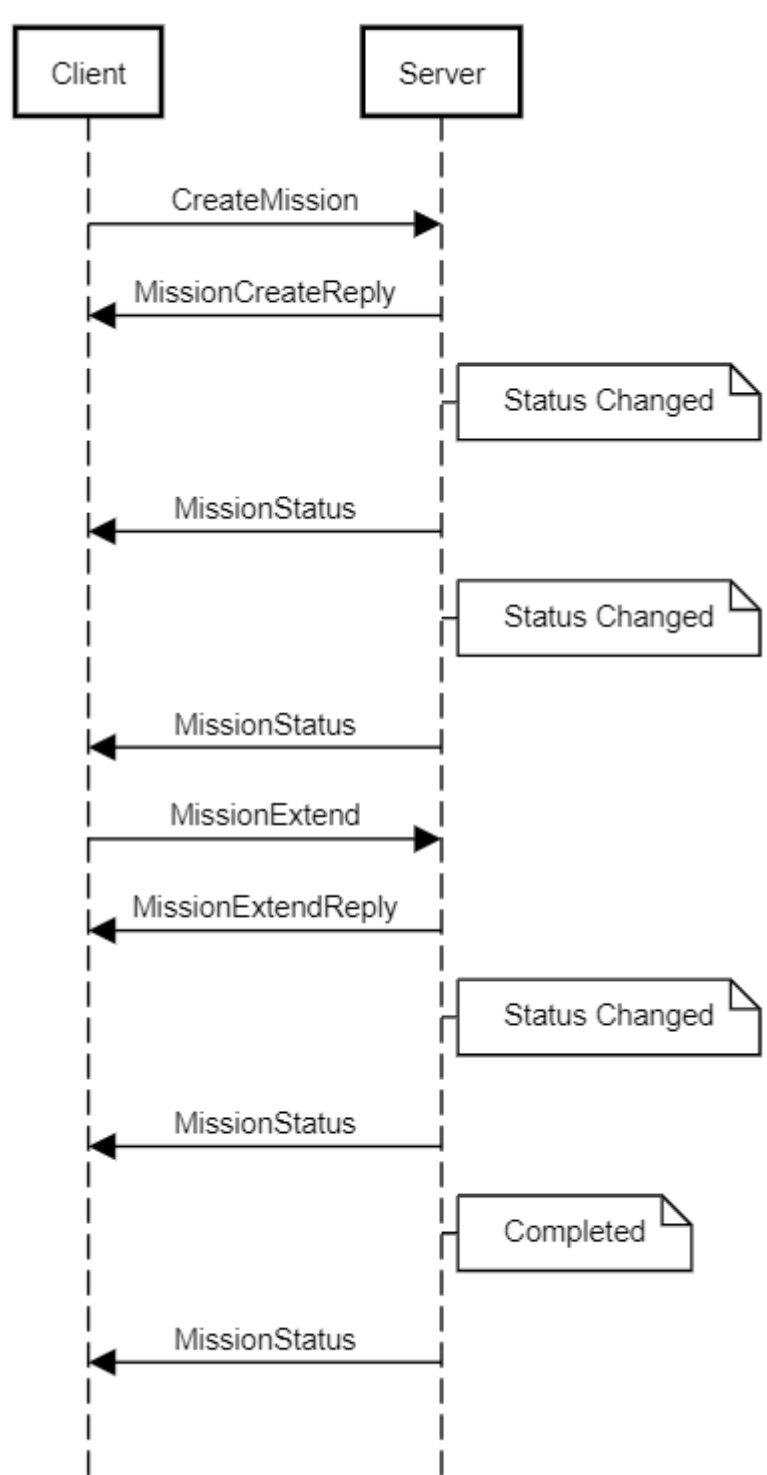 Client
Server
CreateMission
MissionCreateReply
Status Changed
MissionStatus
Status Changed
MissionStatus
MissionExtend
MissionExtendReply
Status Changed
MissionStatus
Completed
MissionStatus